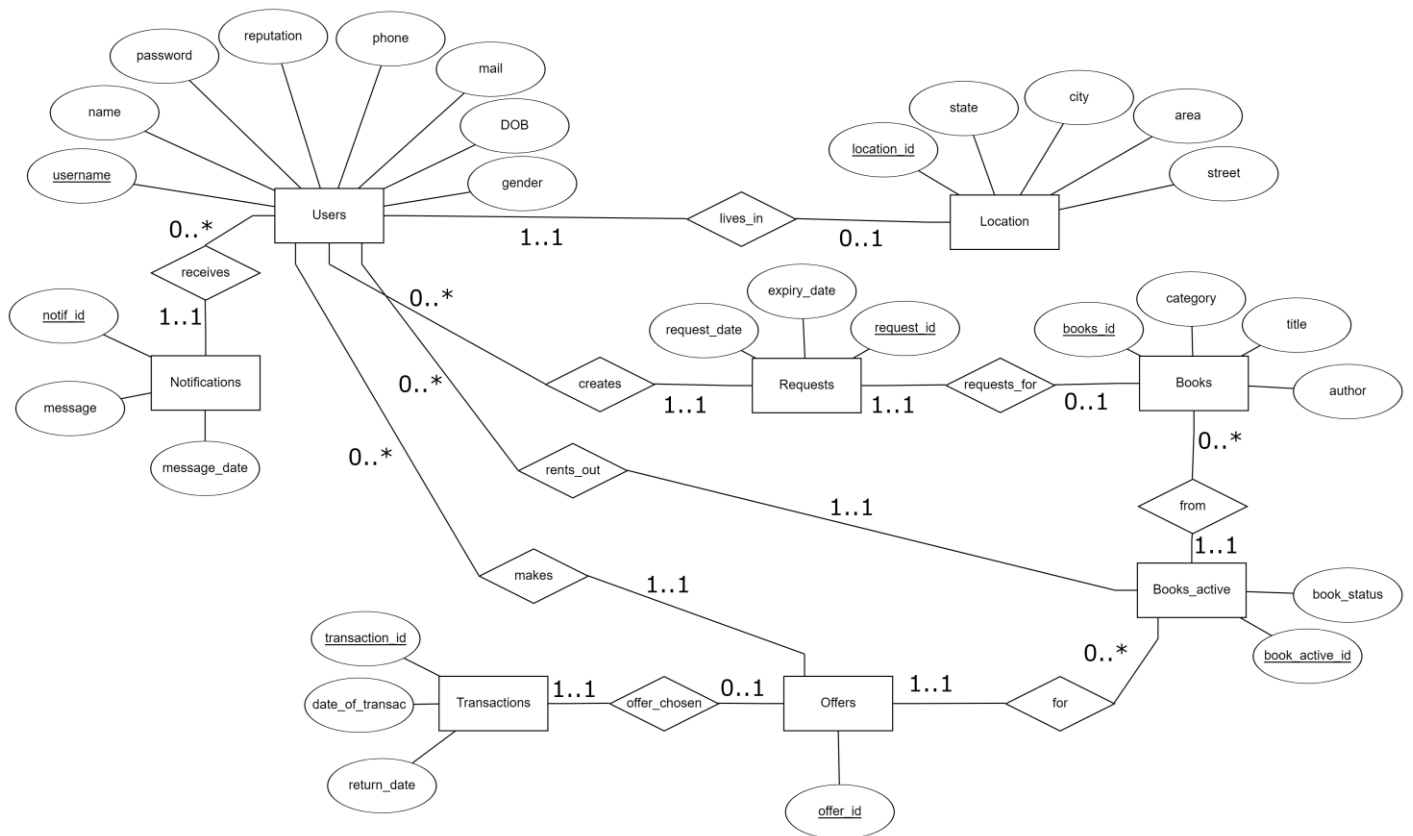 reputation
phone
password
mail
name
DOB
username
gender
Users
state
city
area
location_id
street
lives_in
Location
1..1
0..1
0..*
receives
1..1
notif_id
Notifications
message
message_date
0..*
creates
1..1
request_date
expiry_date
request_id
Requests
1..1
requests_for
0..1
books_id
category
title
Books
author
0..*
from
1..1
0..*
rents_out
1..1
Books_active
book_status
book_active_id
0..*
makes
1..1
transaction_id
date_of_transac
Transactions
return_date
1..1
offer_chosen
0..1
Offers
offer_id
1..1
for
0..*